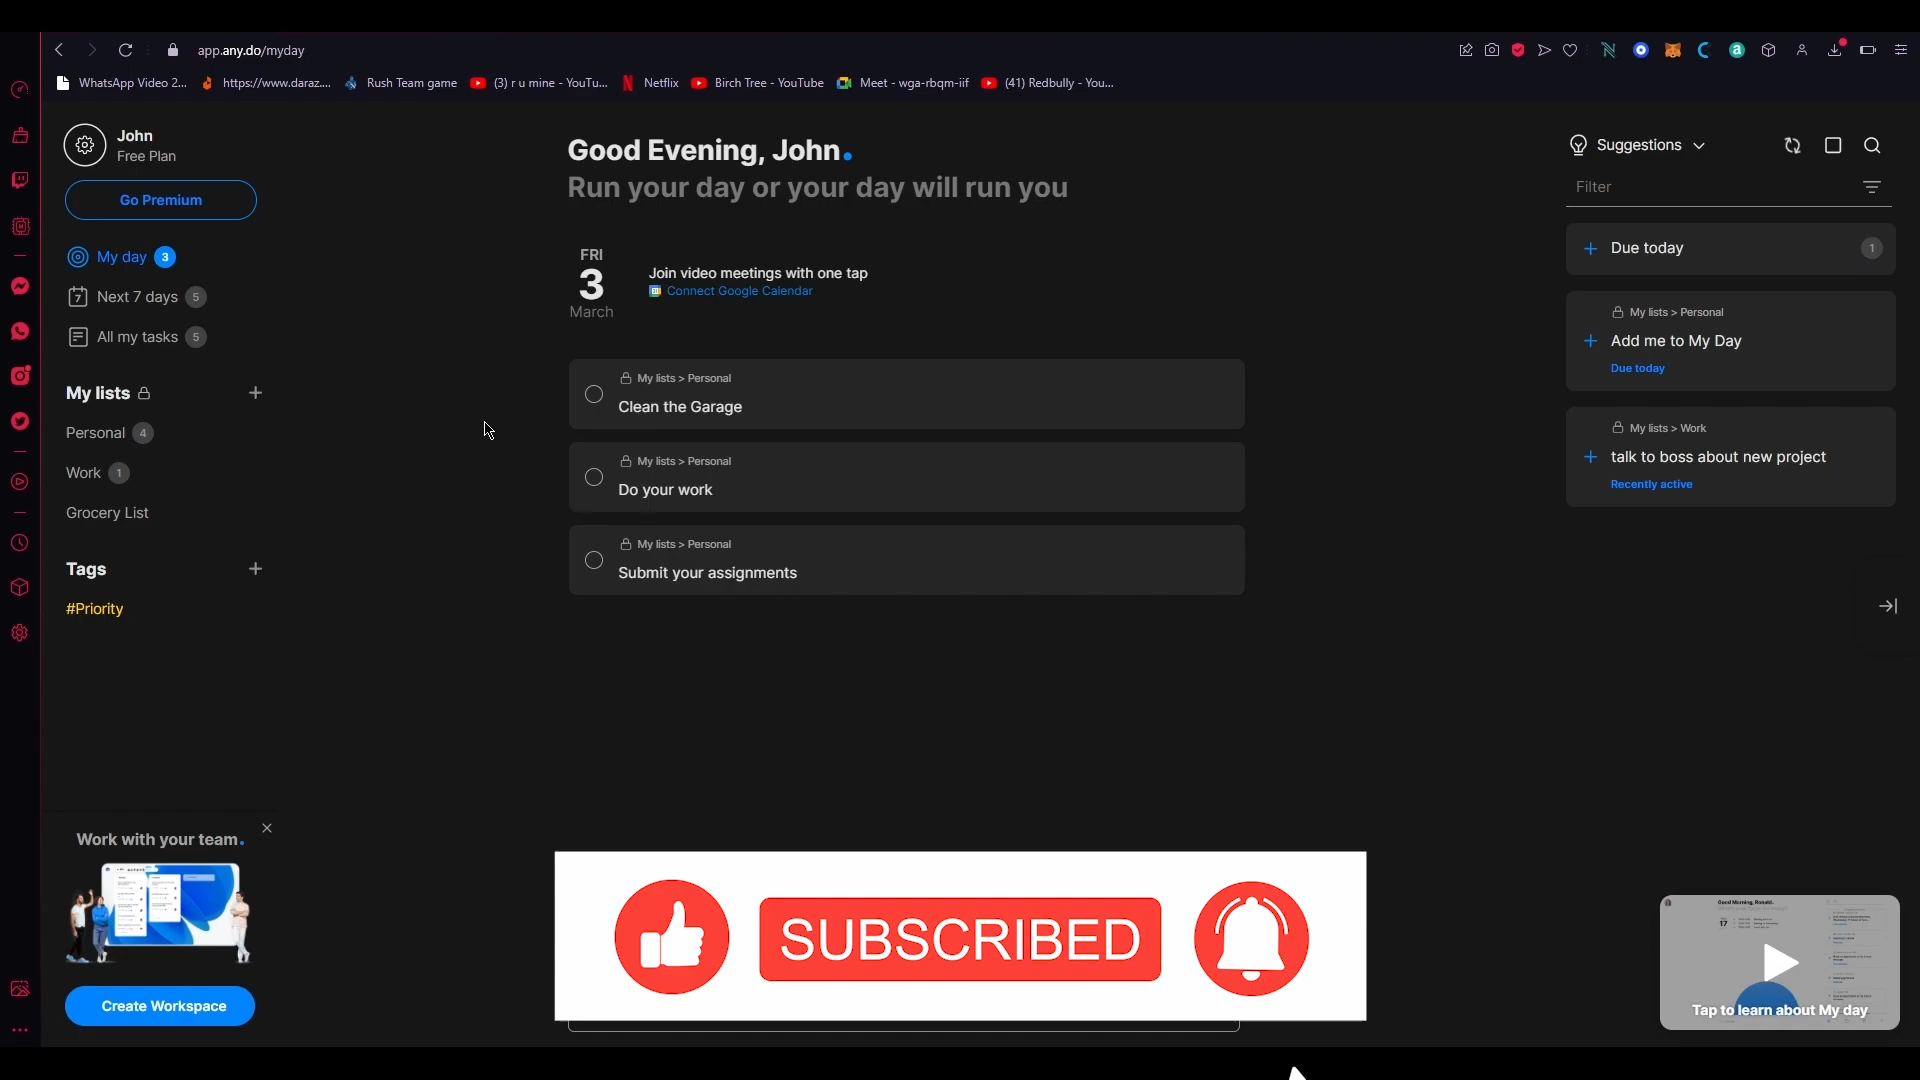 app.any.do/myday
WhatsApp Video 2...
https://www.daraz....
Rush Team game
(3) r u mine - YouTu...
Netflix
Birch Tree - YouTube
Meet - wga-rbqm-iif
(41) Redbully - You...
John
Free Plan
Go Premium
My day 3
7 Next 7 days 5
All my tasks 5
My lists
Personal 4
Work 1
Grocery List
Tags
#Priority
Work with your team.
Create Workspace
Good Evening, John.
Run your day or your day will run you
FRI
3
March
Join video meetings with one tap
Connect Google Calendar
My lists > Personal
Clean the Garage
My lists > Personal
Do your work
My lists > Personal
Submit your assignments
SUBSCRIBED
Suggestions
Filter
Due today 1
My lists > Personal
Add me to My Day
Due today
My lists > Work
talk to boss about new project
Recently active
Good Morning, Ronald.
17
Tap to learn about My day